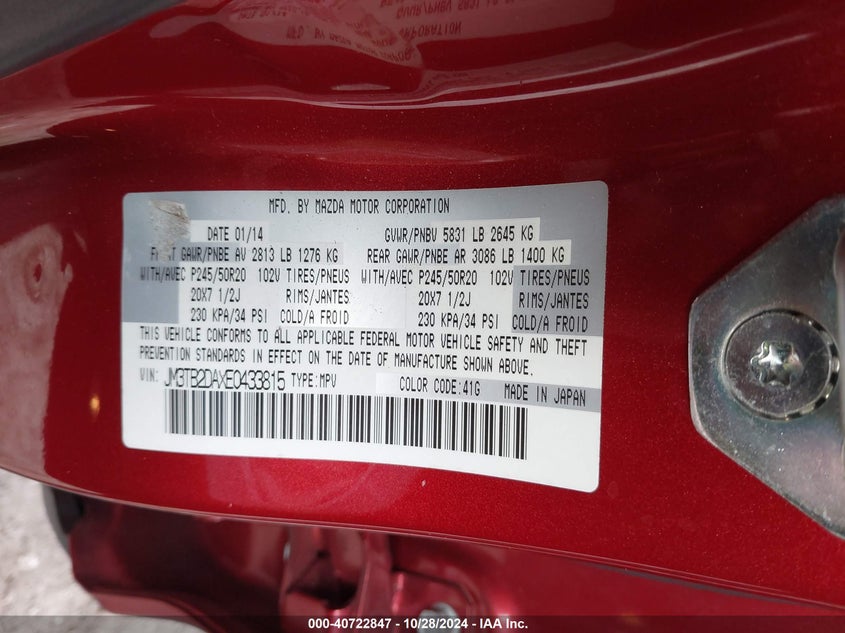 MFD. BY MAZDA MOTOR CORPORATION
DATE 01/14 GVWR/PNBV 5831 LB 2645 KG
FRONT GAWR/PNBE AV 2813 LB 1276 KG REAR GAWR/PNBE AR 3086 LB 1400 KG
WITH/AVEC P245/50R20 102V TIRES/PNEUS WITH/AVEC P245/50R20 102V TIRES/PNEUS
20X7 1/2J RIMS/JANTES 20X7 1/2J RIMS/JANTES
230 KPA/34 PSI COLD/A FROID 230 KPA/34 PSI COLD/A FROID
THIS VEHICLE CONFORMS TO ALL APPLICABLE FEDERAL MOTOR VEHICLE SAFETY AND THEFT
PREVENTION STANDARDS IN EFFECT ON THE DATE OF MANUFACTURE SHOWN ABOVE.
VIN: JM3TB2DAXE0433815 TYPE:MPV COLOR CODE:41G MADE IN JAPAN
000-40722847 - 10/28/2024 - IAAI.COM